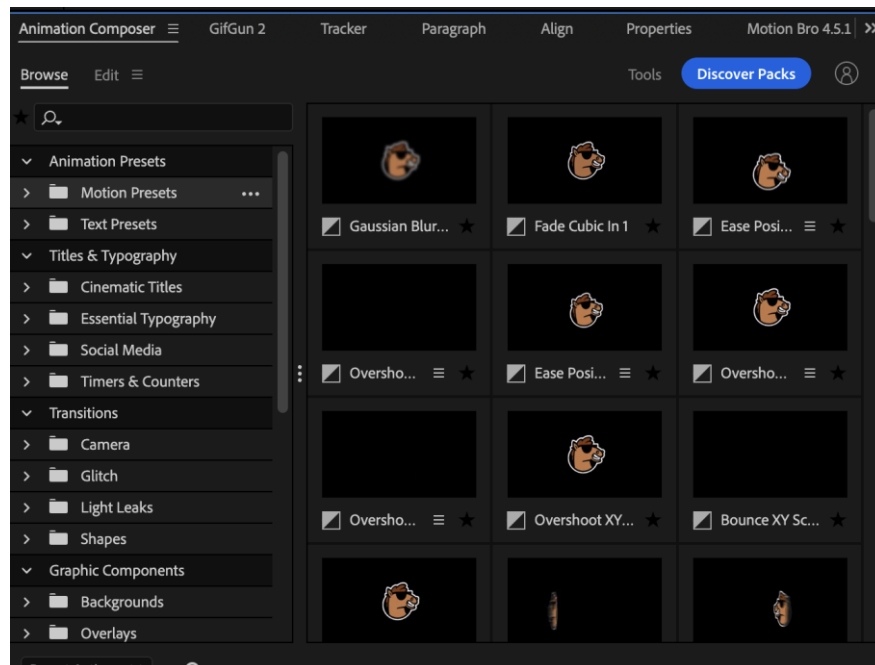 Animation Composer GifGun 2 Tracker Paragraph Align Properties Motion Bro 4.5.1
Browse Edit Tools Discover Packs
Animation Presets
Motion Presets
Text Presets
Titles & Typography
Cinematic Titles
Essential Typography
Social Media
Timers & Counters
Transitions
Camera
Glitch
Light Leaks
Shapes
Graphic Components
Backgrounds
Overlays
Gaussian Blur... Fade Cubic In 1 Ease Posi...
Oversho... Ease Posi... Oversho...
Oversho... Overshoot XY... Bounce XY Sc...